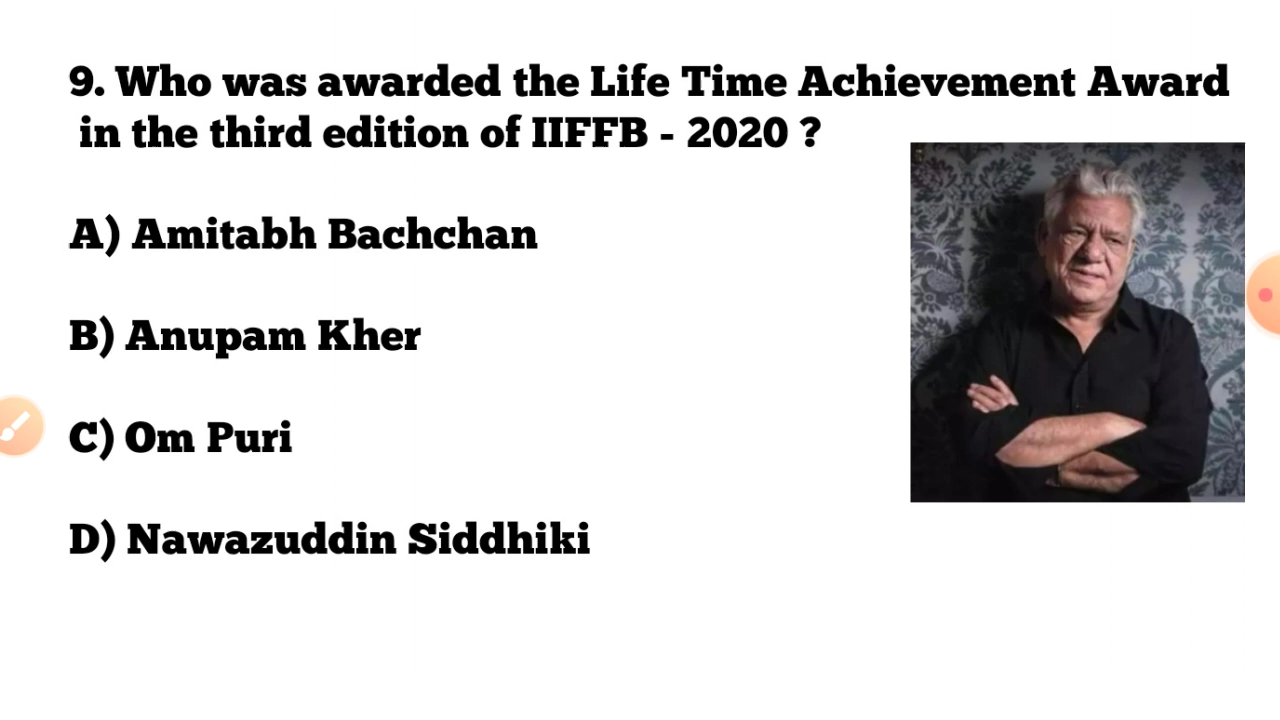 9. Who was awarded the Life Time Achievement Award
in the third edition of IIFFB - 2020 ?
A) Amitabh Bachchan
B) Anupam Kher
C) Om Puri
D) Nawazuddin Siddhiki